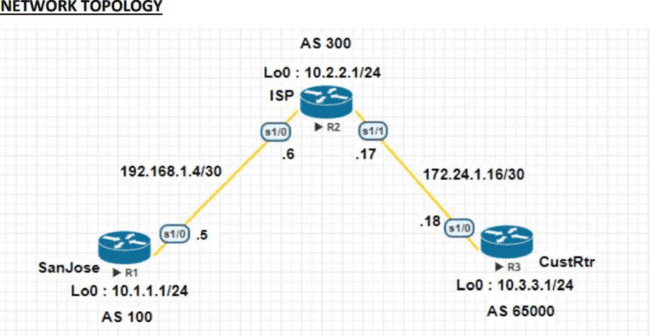 NETWORK TOPOLOGY
AS 300
Lo0 : 10.2.2.1/24
ISP
R2
s1/0
s1/1
.6
.17
192.168.1.4/30
172.24.1.16/30
s1/0 .5
.18 s1/0
SanJose
R1
R3
CustRtr
Lo0 : 10.1.1.1/24
Lo0 : 10.3.3.1/24
AS 100
AS 65000